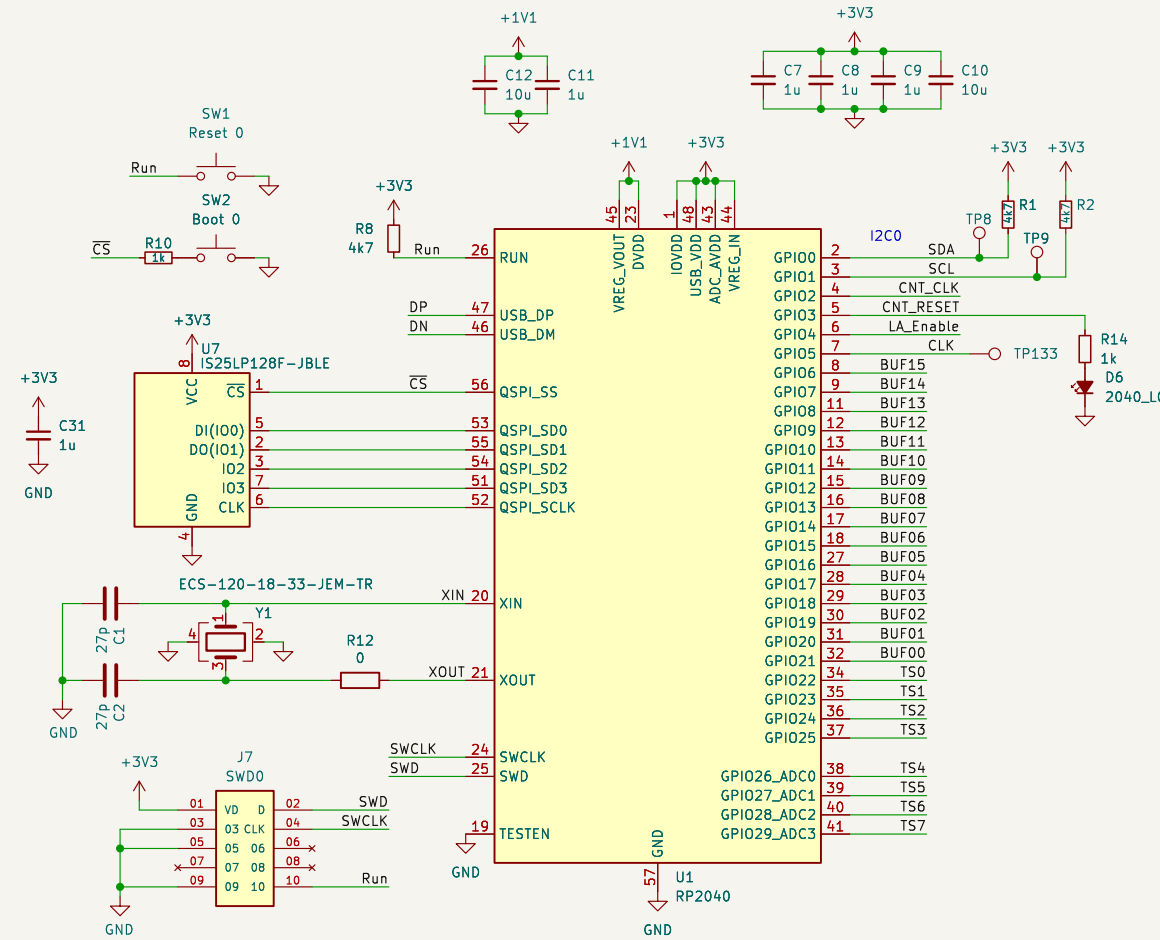 +1V1
C12
10u
C11
1u
+3V3
C7
1u
C8
1u
C9
1u
C10
10u
SW1
Reset 0
Run
SW2
Boot 0
CS
R10
1k
+3V3
R8
4k7
Run
+1V1
+3V3
45
23
1
48
43
44
VREG_VOUT
DVDD
IOVDD
USB_VDD
ADC_AVDD
VREG_IN
+3V3
+3V3
4k7
R1
4k7
R2
TP8
TP9
I2C0
26 RUN
DP 47 USB_DP
DN 46 USB_DM
CS 56 QSPI_SS
53 QSPI_SD0
55 QSPI_SD1
54 QSPI_SD2
51 QSPI_SD3
52 QSPI_SCLK
XIN 20 XIN
XOUT 21 XOUT
SWCLK 24 SWCLK
SWD 25 SWD
19 TESTEN
GND
GPIO0 2 SDA
GPIO1 3 SCL
GPIO2 4 CNT_CLK
GPIO3 5 CNT_RESET
GPIO4 6 LA_Enable
GPIO5 7 CLK
TP133
GPIO6 8 BUF15
GPIO7 9 BUF14
GPIO8 11 BUF13
GPIO9 12 BUF12
GPIO10 13 BUF11
GPIO11 14 BUF10
GPIO12 15 BUF09
GPIO13 16 BUF08
GPIO14 17 BUF07
GPIO15 18 BUF06
GPIO16 27 BUF05
GPIO17 28 BUF04
GPIO18 29 BUF03
GPIO19 30 BUF02
GPIO20 31 BUF01
GPIO21 32 BUF00
GPIO22 34 TS0
GPIO23 35 TS1
GPIO24 36 TS2
GPIO25 37 TS3
GPIO26_ADC0 38 TS4
GPIO27_ADC1 39 TS5
GPIO28_ADC2 40 TS6
GPIO29_ADC3 41 TS7
GND
57
U1
RP2040
GND
R14
1k
D6
+3V3
U7
IS25LP128F-JBLE
8
VCC
CS 1
DI(IO0) 5
DO(IO1) 2
IO2 3
IO3 7
CLK 6
GND
4
+3V3
C31
1u
GND
ECS-120-18-33-JEM-TR
Y1
1
4
2
3
27p
C1
27p
C2
GND
R12
0
+3V3
J7
SWD0
01 VD D 02 SWD
03 03 CLK 04 SWCLK
05 05 06 06
07 07 08 08
09 09 10 10 Run
GND